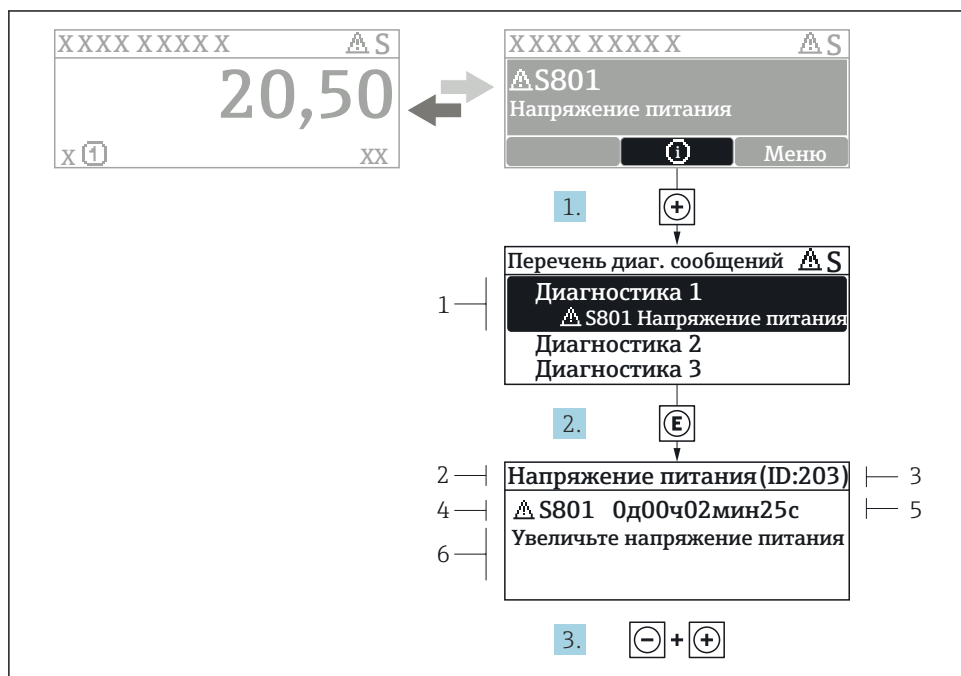 XXXX XXXXX ⚠ S
20,50
x ① xx
XXXX XXXXX ⚠ S
⚠ S801
Напряжение питания
ⓘ Меню
1. +
Перечень диаг. сообщений ⚠ S
1 Диагностика 1
⚠ S801 Напряжение питания
Диагностика 2
Диагностика 3
2. E
2 Напряжение питания (ID:203) 3
4 ⚠ S801 0д00ч02мин25с 5
6 Увеличьте напряжение питания
3. - + +